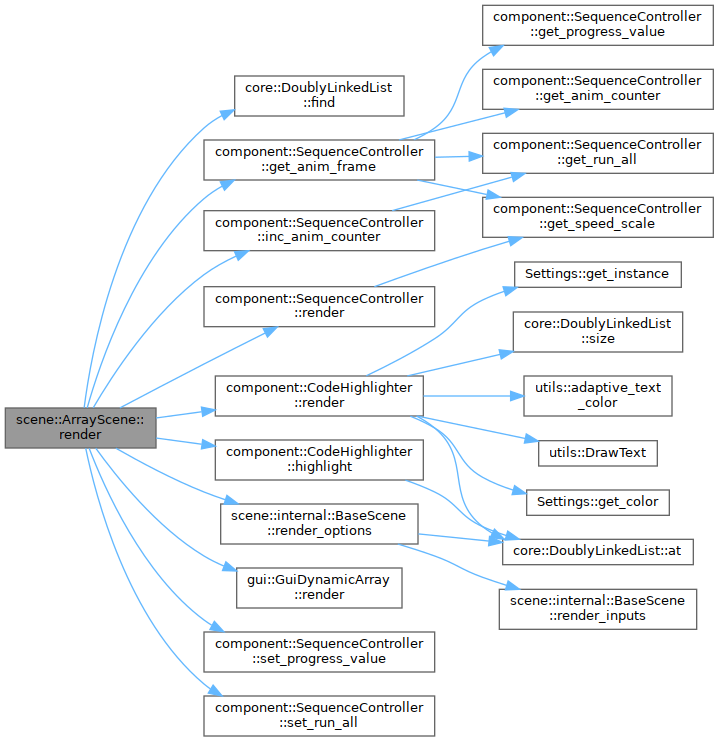 component::SequenceController
::get_progress_value
core::DoublyLinkedList
::find
component::SequenceController
::get_anim_counter
component::SequenceController
::get_anim_frame
component::SequenceController
::get_run_all
component::SequenceController
::inc_anim_counter
component::SequenceController
::get_speed_scale
component::SequenceController
::render
Settings::get_instance
core::DoublyLinkedList
::size
component::CodeHighlighter
::render
utils::adaptive_text
_color
scene::ArrayScene::
render
component::CodeHighlighter
::highlight
utils::DrawText
Settings::get_color
scene::internal::BaseScene
::render_options
core::DoublyLinkedList::at
gui::GuiDynamicArray
::render
scene::internal::BaseScene
::render_inputs
component::SequenceController
::set_progress_value
component::SequenceController
::set_run_all